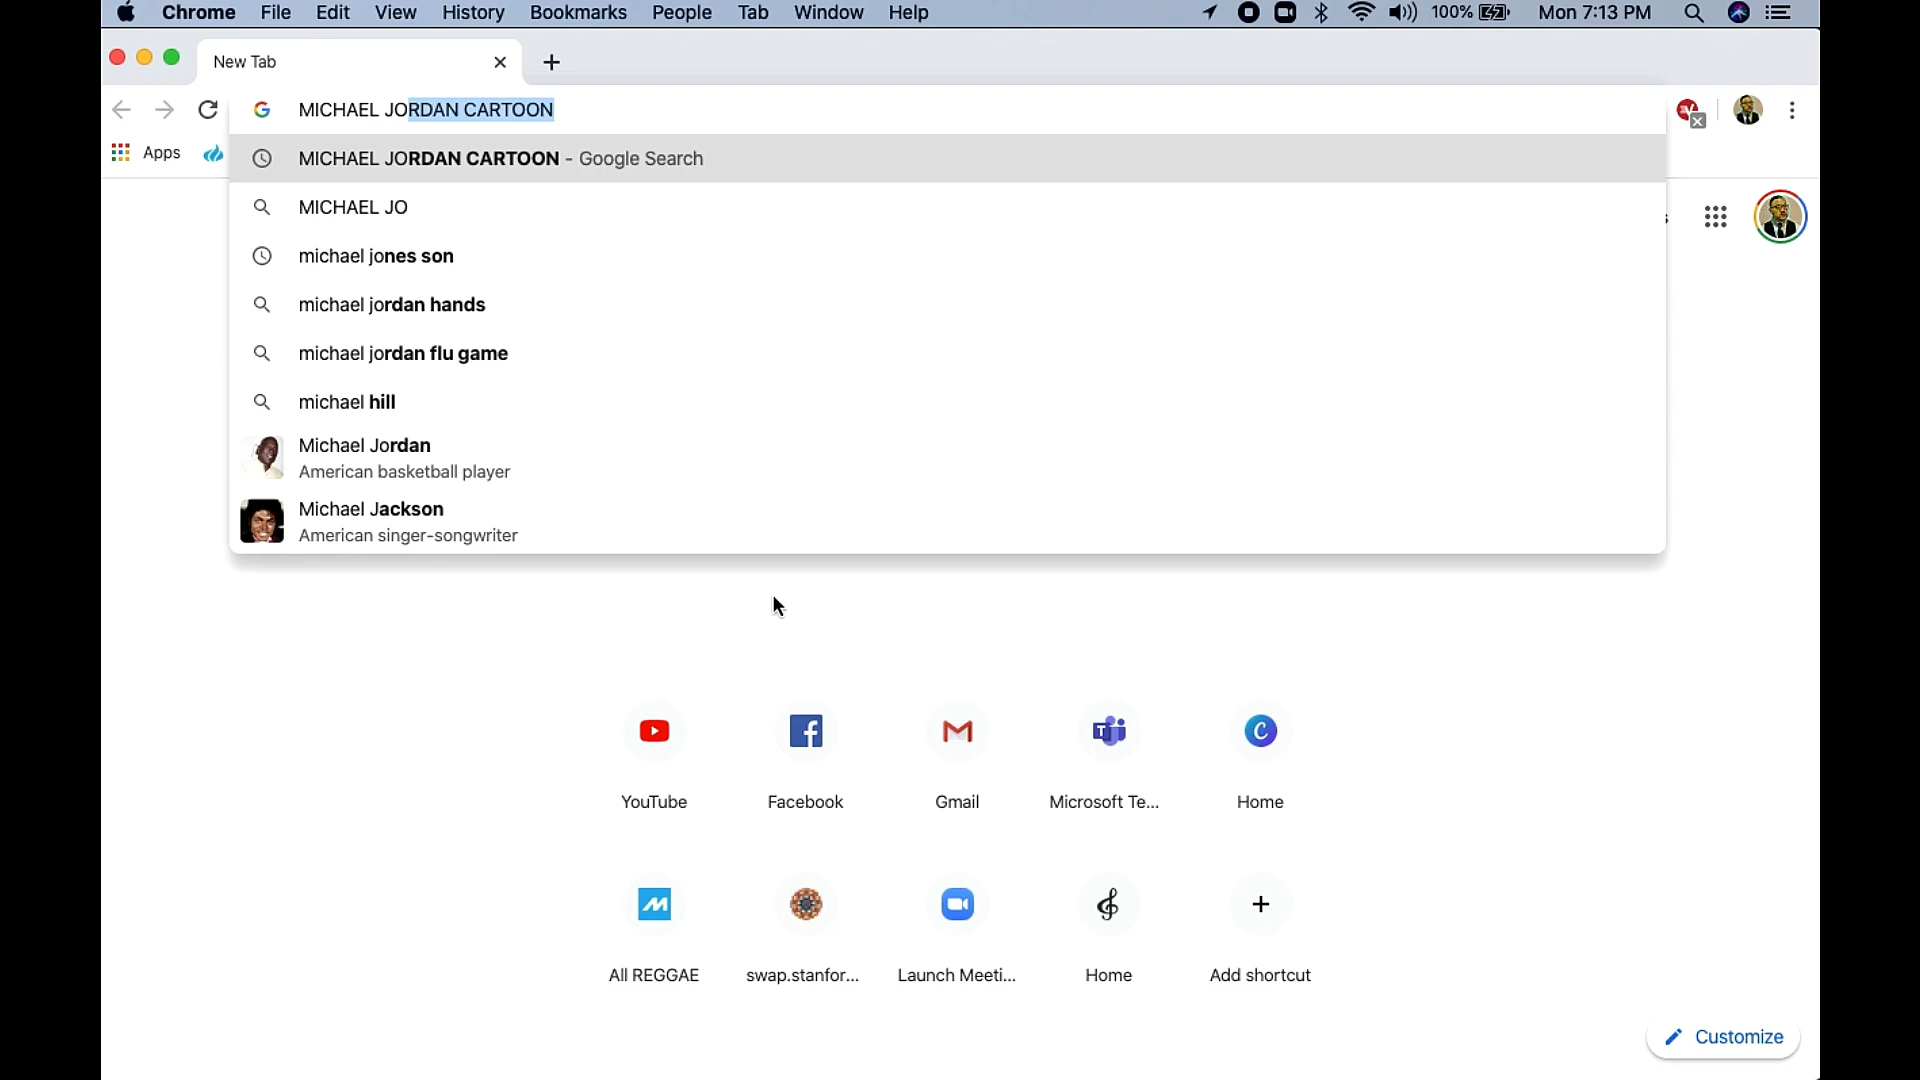 Chrome File Edit View History Bookmarks People Tab Window Help 100% Mon 7:13 PM
New Tab
MICHAEL JORDAN CARTOON
Apps
MICHAEL JORDAN CARTOON - Google Search
MICHAEL JO
michael jones son
michael jordan hands
michael jordan flu game
michael hill
Michael Jordan
American basketball player
Michael Jackson
American singer-songwriter
YouTube Facebook Gmail Microsoft Te... Home
All REGGAE swap.stanfor... Launch Meeti... Home Add shortcut
Customize